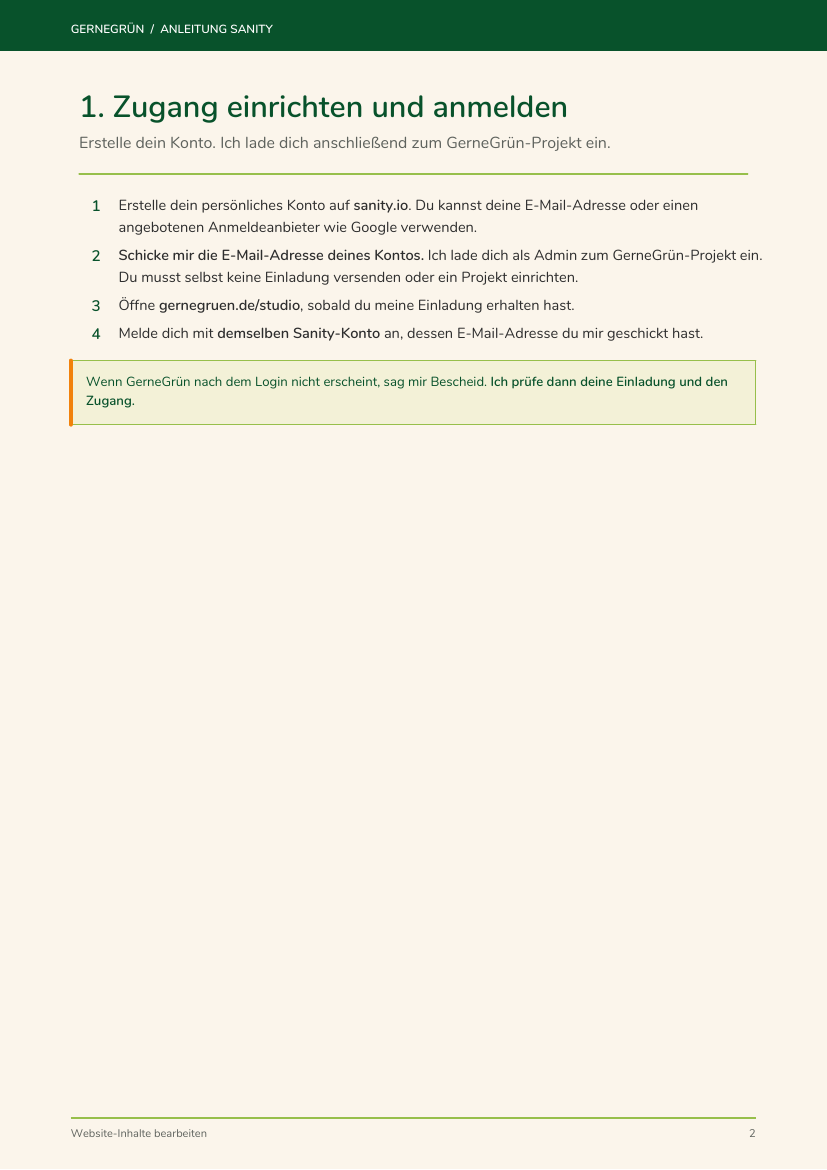 GERNEGRÜN / ANLEITUNG SANITY
1. Zugang einrichten und anmelden
Erstelle dein Konto. Ich lade dich anschließend zum GerneGrün-Projekt ein.
1 Erstelle dein persönliches Konto auf sanity.io. Du kannst deine E-Mail-Adresse oder einen
angebotenen Anmeldeanbieter wie Google verwenden.
2 Schicke mir die E-Mail-Adresse deines Kontos. Ich lade dich als Admin zum GerneGrün-Projekt ein.
Du musst selbst keine Einladung versenden oder ein Projekt einrichten.
3 Öffne gernegruen.de/studio, sobald du meine Einladung erhalten hast.
4 Melde dich mit demselben Sanity-Konto an, dessen E-Mail-Adresse du mir geschickt hast.
Wenn GerneGrün nach dem Login nicht erscheint, sag mir Bescheid. Ich prüfe dann deine Einladung und den
Zugang.
Website-Inhalte bearbeiten 2